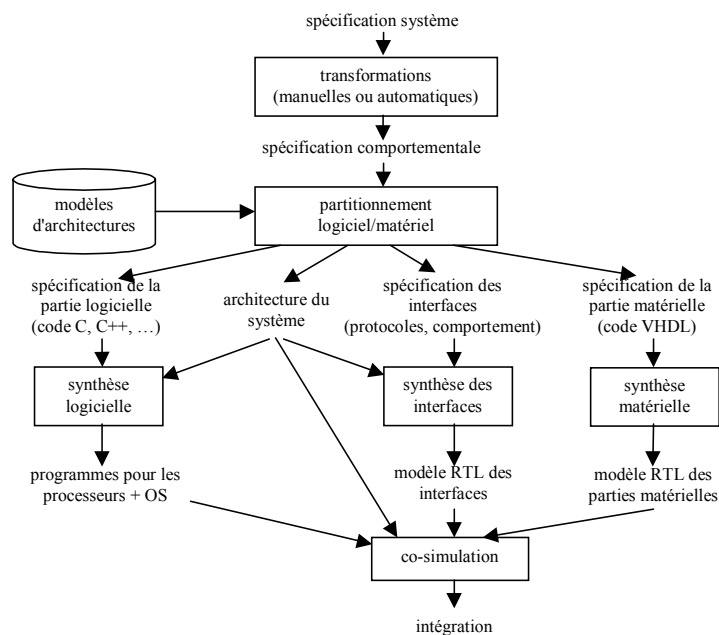 spécification système
transformations
(manuelles ou automatiques)
spécification comportementale
modèles
d'architectures
partitionnement
logiciel/matériel
spécification de la
partie logicielle
(code C, C++, …)
architecture du
système
spécification des
interfaces
(protocoles, comportement)
spécification de la
partie matérielle
(code VHDL)
synthèse
logicielle
synthèse des
interfaces
synthèse
matérielle
programmes pour les
processeurs + OS
modèle RTL des
interfaces
modèle RTL des
parties matérielles
co-simulation
intégration